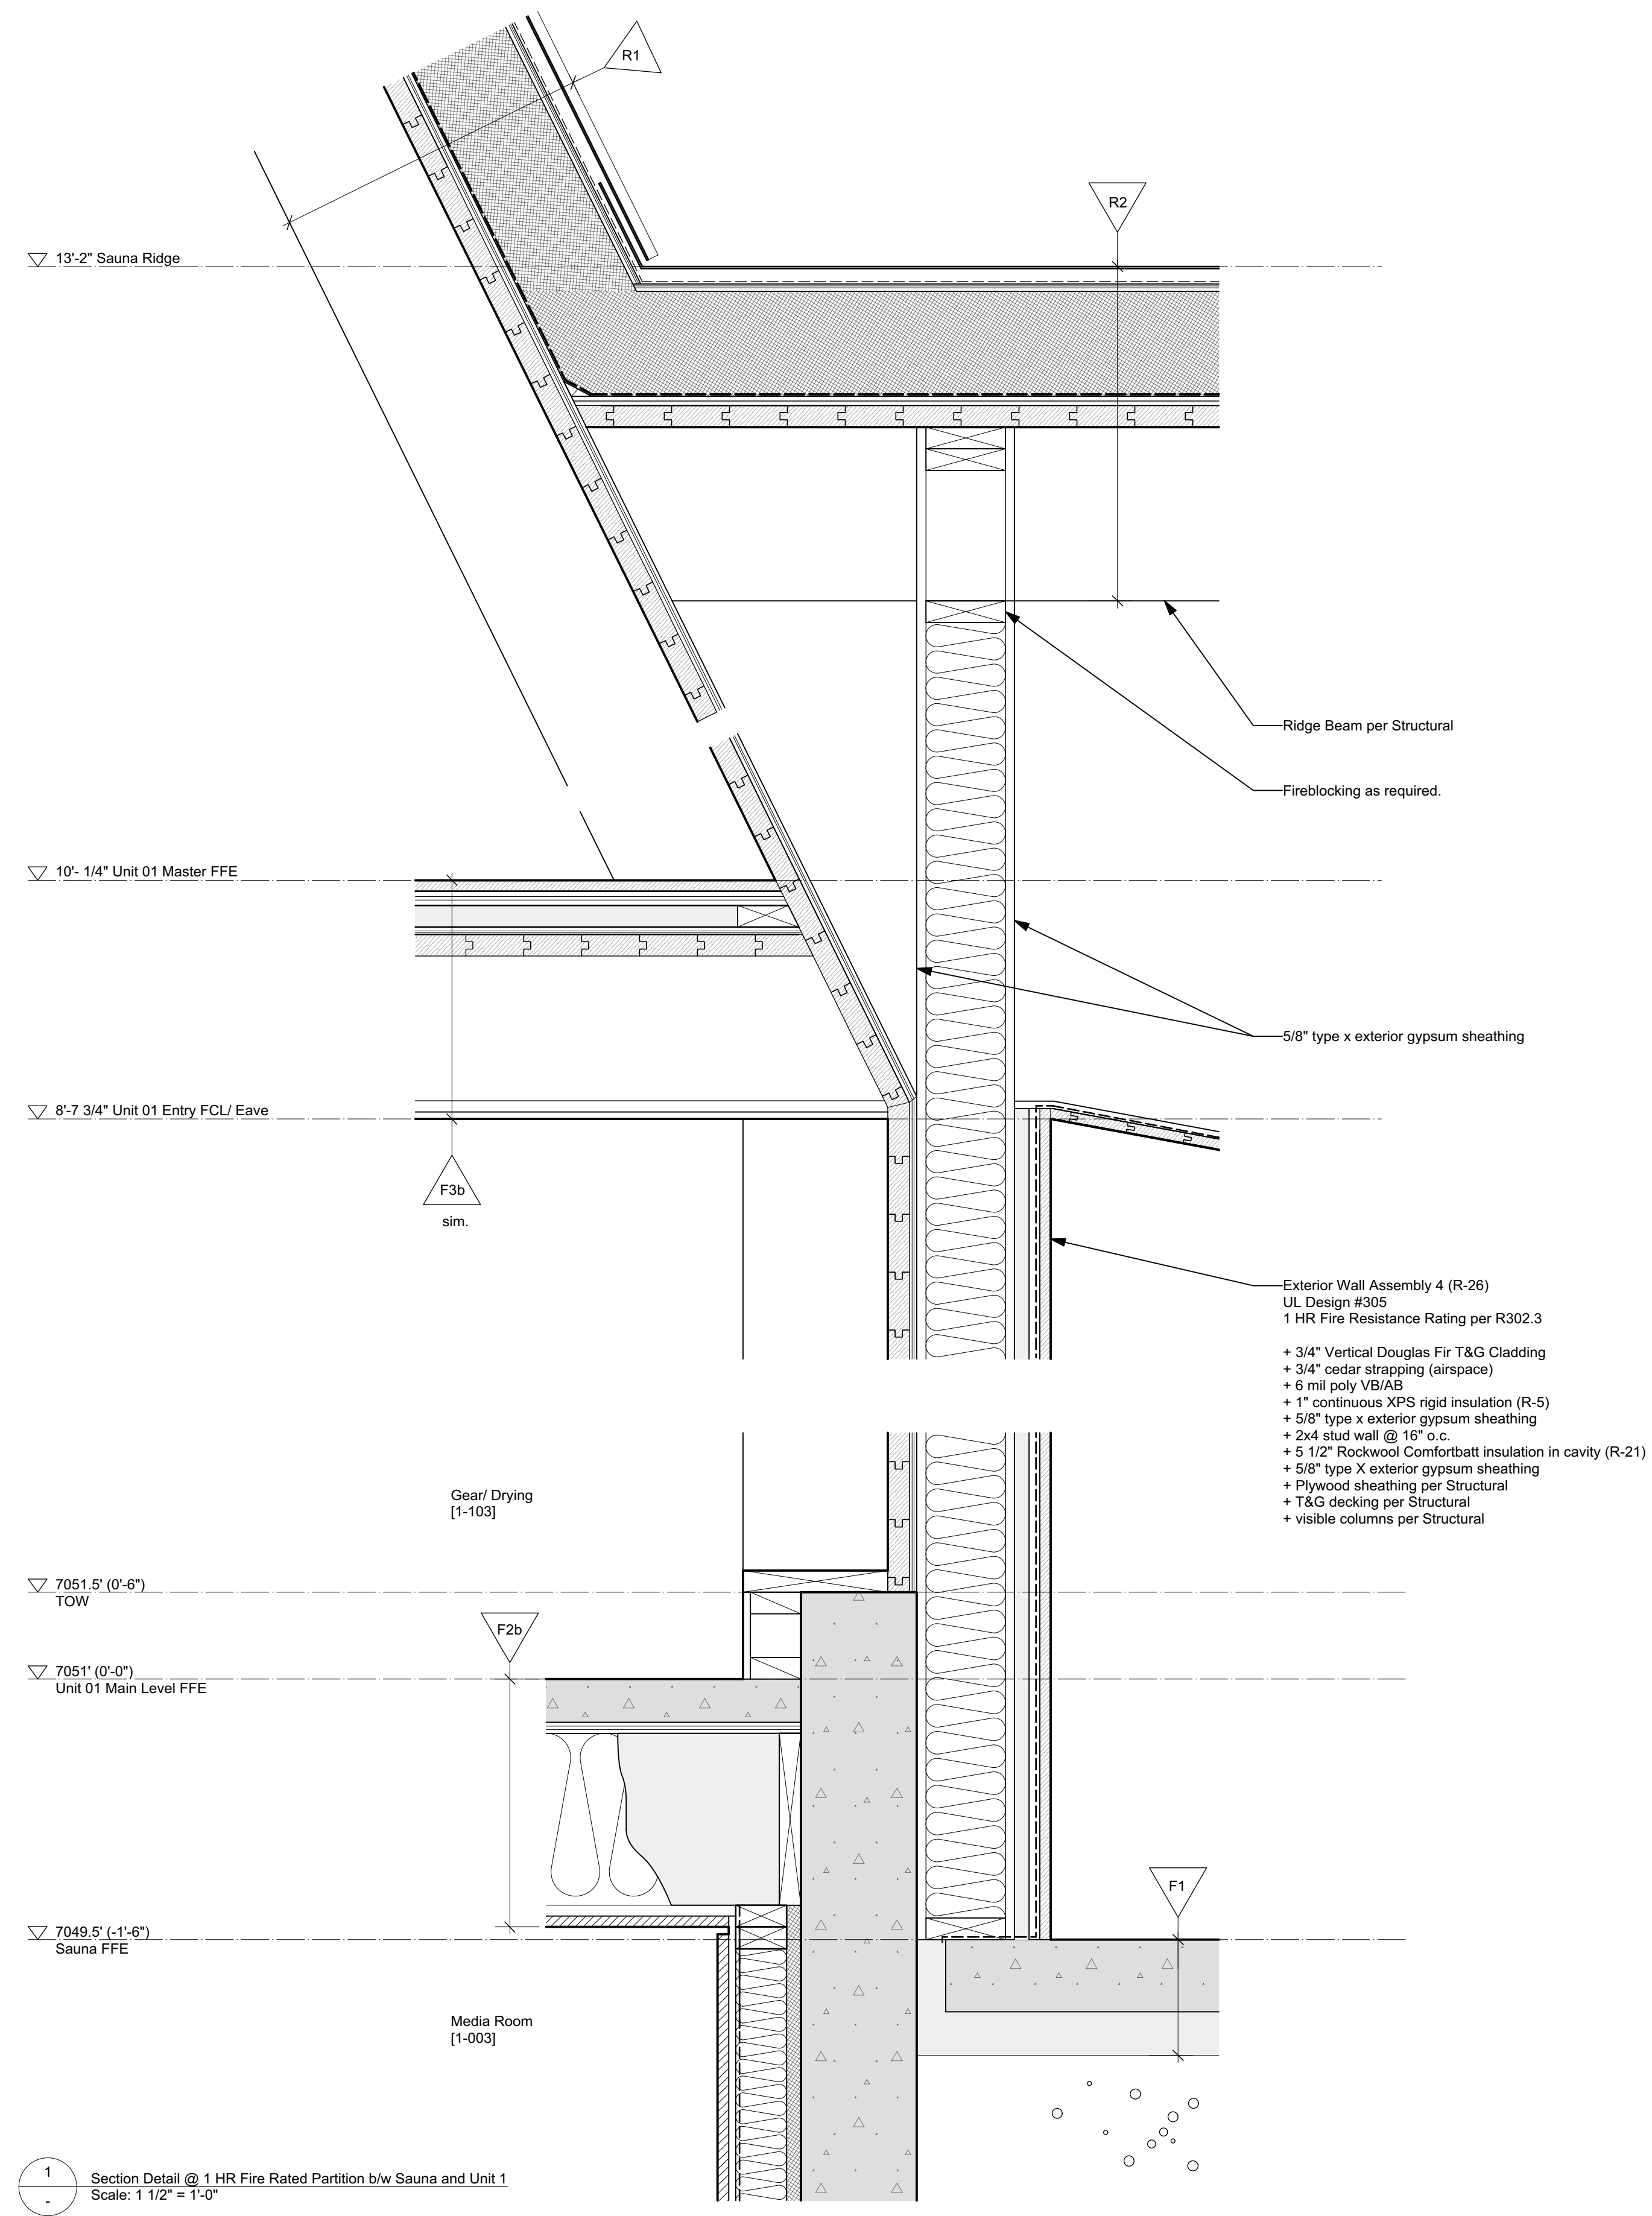 R1
R2
13'-2" Sauna Ridge
Ridge Beam per Structural
Fireblocking as required.
10'- 1/4" Unit 01 Master FFE
5/8" type x exterior gypsum sheathing
8'-7 3/4" Unit 01 Entry FCL/ Eave
F3b
sim.
Exterior Wall Assembly 4 (R-26)
UL Design #305
1 HR Fire Resistance Rating per R302.3
+ 3/4" Vertical Douglas Fir T&G Cladding
+ 3/4" cedar strapping (airspace)
+ 6 mil poly VB/AB
+ 1" continuous XPS rigid insulation (R-5)
+ 5/8" type x exterior gypsum sheathing
+ 2x4 stud wall @ 16" o.c.
+ 5 1/2" Rockwool Comfortbatt insulation in cavity (R-21)
+ 5/8" type X exterior gypsum sheathing
+ Plywood sheathing per Structural
+ T&G decking per Structural
+ visible columns per Structural
Gear/ Drying
[1-103]
7051.5' (0'-6")
TOW
F2b
7051' (0'-0")
Unit 01 Main Level FFE
F1
7049.5' (-1'-6")
Sauna FFE
Media Room
[1-003]
1
-
Section Detail @ 1 HR Fire Rated Partition b/w Sauna and Unit 1
Scale: 1 1/2" = 1'-0"